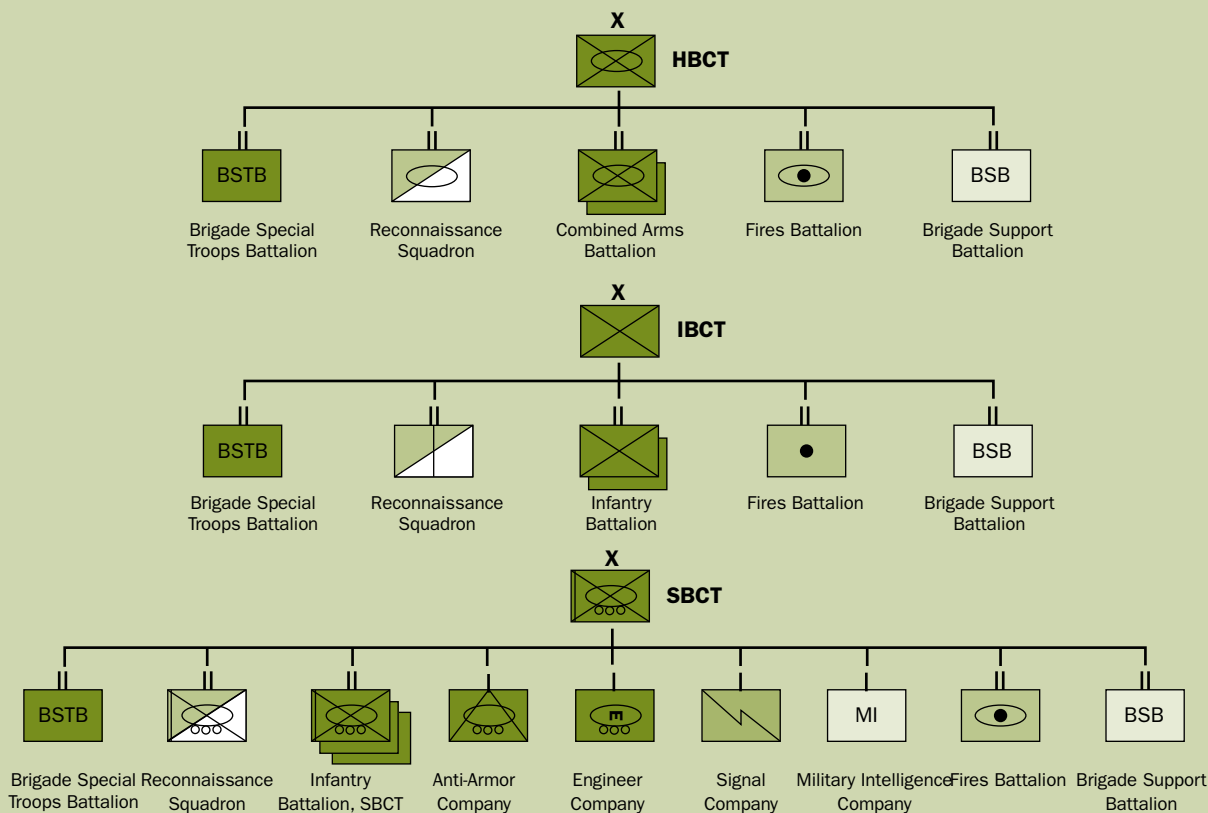 X
HBCT
BSTB
BSB
Brigade Special
Troops Battalion
Reconnaissance
Squadron
Combined Arms
Battalion
Fires Battalion
Brigade Support
Battalion
X
IBCT
BSTB
BSB
Brigade Special
Troops Battalion
Reconnaissance
Squadron
Infantry
Battalion
Fires Battalion
Brigade Support
Battalion
X
SBCT
BSTB
E
MI
BSB
Brigade Special
Troops Battalion
Reconnaissance
Squadron
Infantry
Battalion, SBCT
Anti-Armor
Company
Engineer
Company
Signal
Company
Military Intelligence
Company
Fires Battalion
Brigade Support
Battalion